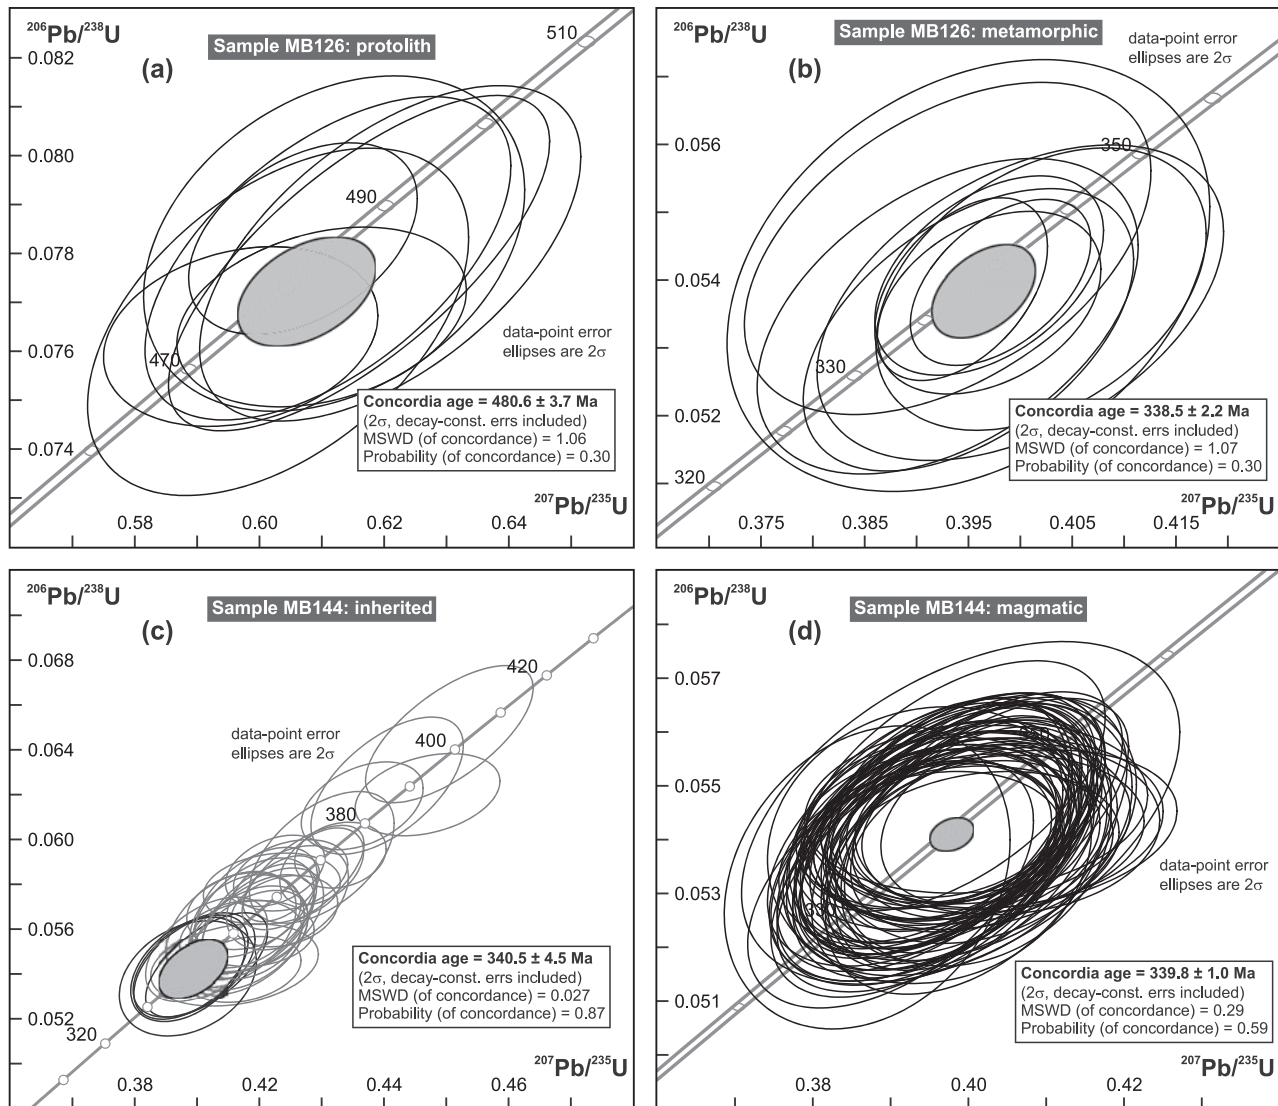 ²⁰⁶Pb/²³⁸U
Sample MB126: protolith
(a)
510
0.082
0.080
490
0.078
data-point error
ellipses are 2σ
0.076
470
Concordia age = 480.6 ± 3.7 Ma
(2σ, decay-const. errs included)
MSWD (of concordance) = 1.06
Probability (of concordance) = 0.30
0.074
²⁰⁷Pb/²³⁵U
0.58 0.60 0.62 0.64
²⁰⁶Pb/²³⁸U
Sample MB126: metamorphic
(b)
data-point error
ellipses are 2σ
0.056
350
0.054
330
0.052
Concordia age = 338.5 ± 2.2 Ma
(2σ, decay-const. errs included)
MSWD (of concordance) = 1.07
Probability (of concordance) = 0.30
320
²⁰⁷Pb/²³⁵U
0.375 0.385 0.395 0.405 0.415
²⁰⁶Pb/²³⁸U
Sample MB144: inherited
(c)
0.068
420
data-point error
ellipses are 2σ
400
0.064
380
0.060
0.056
Concordia age = 340.5 ± 4.5 Ma
(2σ, decay-const. errs included)
MSWD (of concordance) = 0.027
Probability (of concordance) = 0.87
0.052
320
²⁰⁷Pb/²³⁵U
0.38 0.42 0.44 0.46
²⁰⁶Pb/²³⁸U
Sample MB144: magmatic
(d)
0.057
0.055
data-point error
ellipses are 2σ
0.053
330
0.051
Concordia age = 339.8 ± 1.0 Ma
(2σ, decay-const. errs included)
MSWD (of concordance) = 0.29
Probability (of concordance) = 0.59
²⁰⁷Pb/²³⁵U
0.38 0.40 0.42